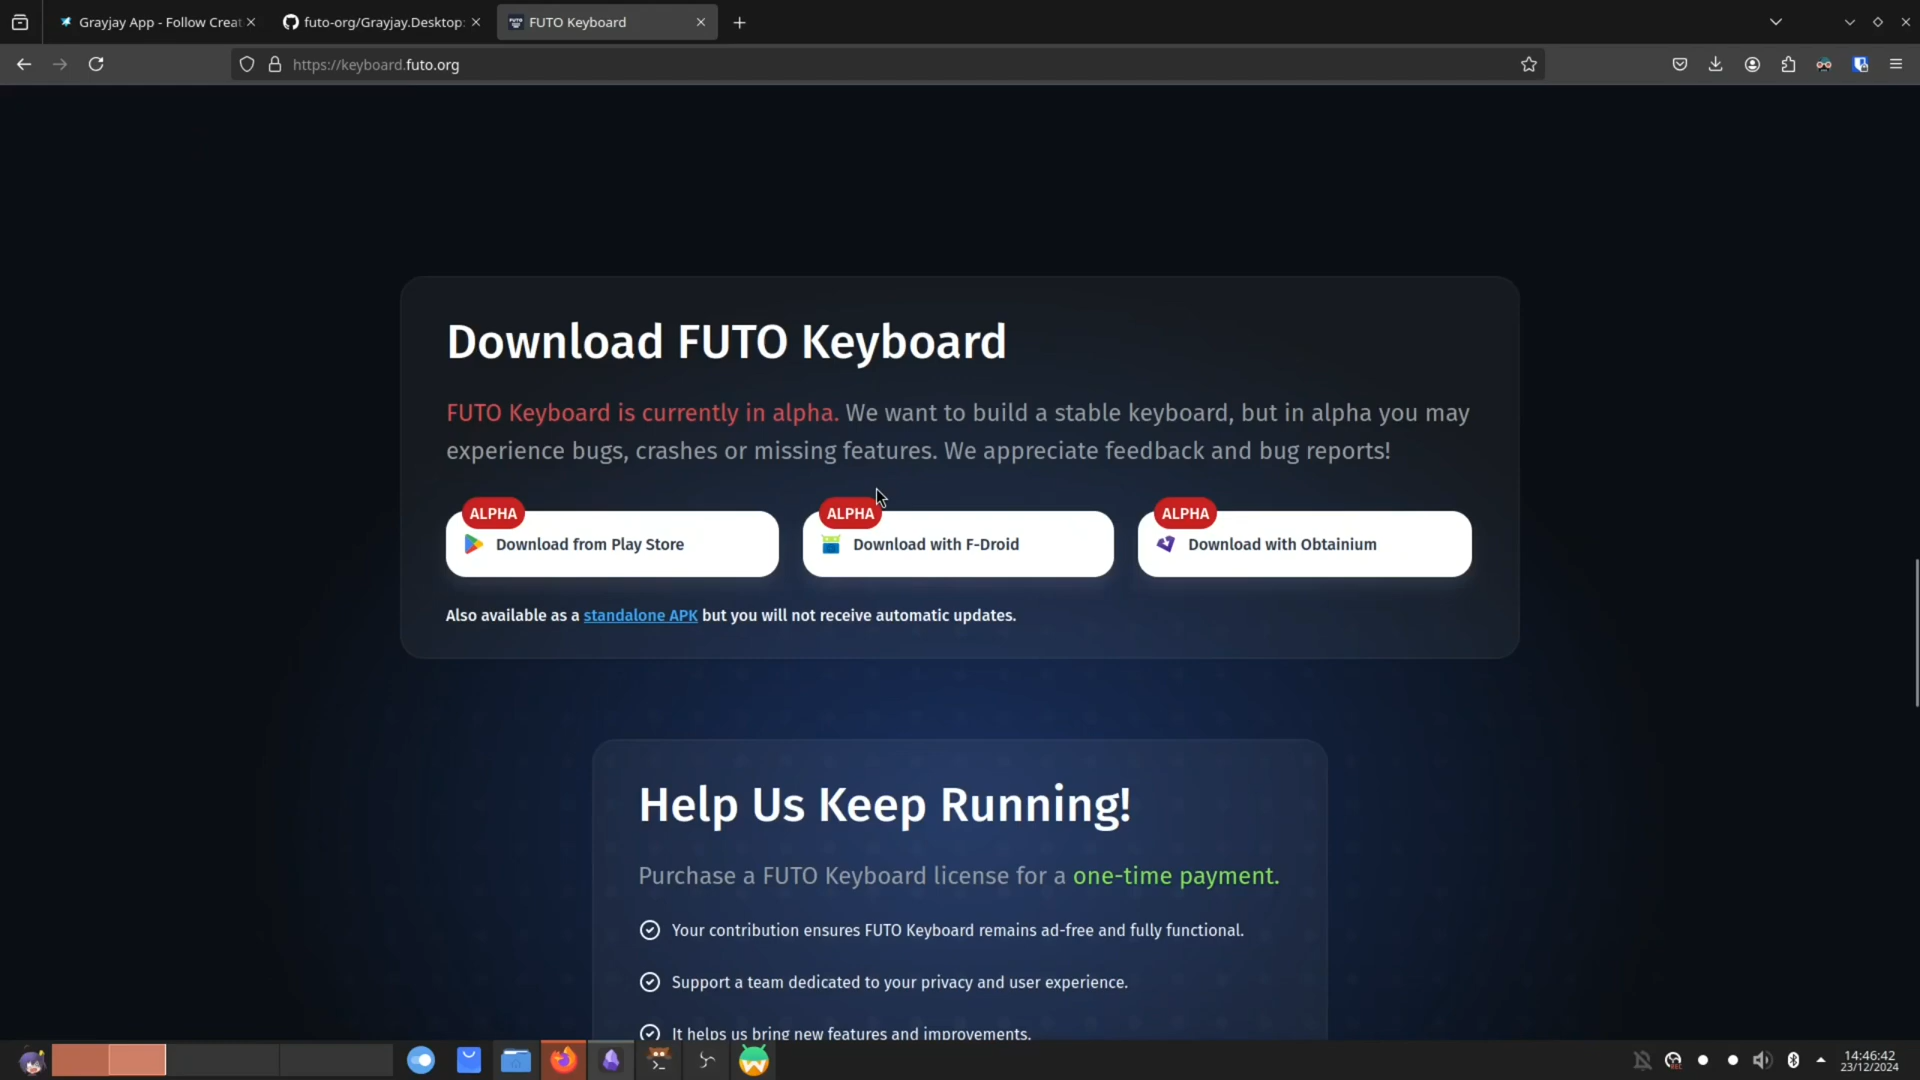 Grayjay App - Follow Creat
futo-org/Grayjay.Desktop:
FUTO Keyboard
https://keyboard.futo.org
Download FUTO Keyboard
FUTO Keyboard is currently in alpha. We want to build a stable keyboard, but in alpha you may
experience bugs, crashes or missing features. We appreciate feedback and bug reports!
ALPHA
ALPHA
ALPHA
Download from Play Store
Download with F-Droid
Download with Obtainium
Also available as a standalone APK but you will not receive automatic updates.
Help Us Keep Running!
Purchase a FUTO Keyboard license for a one-time payment.
Your contribution ensures FUTO Keyboard remains ad-free and fully functional.
Support a team dedicated to your privacy and user experience.
It helps us bring new features and improvements.
14:46:42
23/12/2024